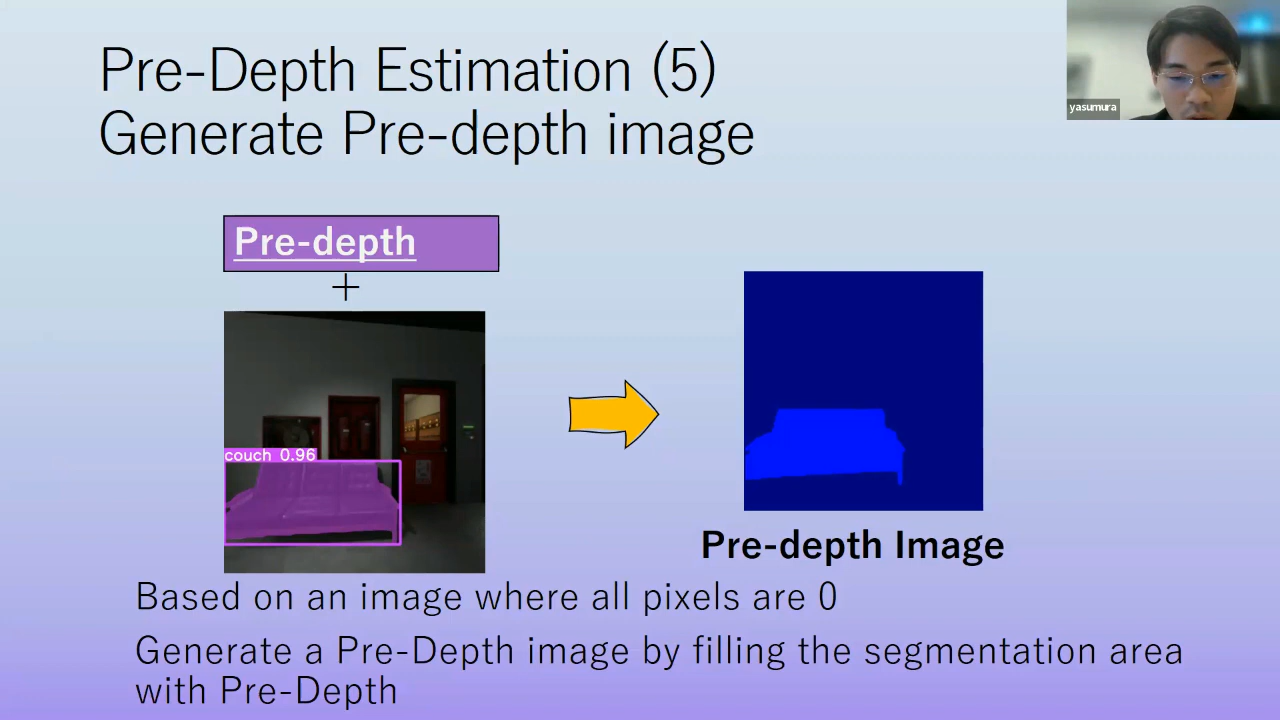 Pre-Depth Estimation (5)
Generate Pre-depth image
yasumura
Pre-depth
+
couch 0.96
Pre-depth Image
Based on an image where all pixels are 0
Generate a Pre-Depth image by filling the segmentation area
with Pre-Depth